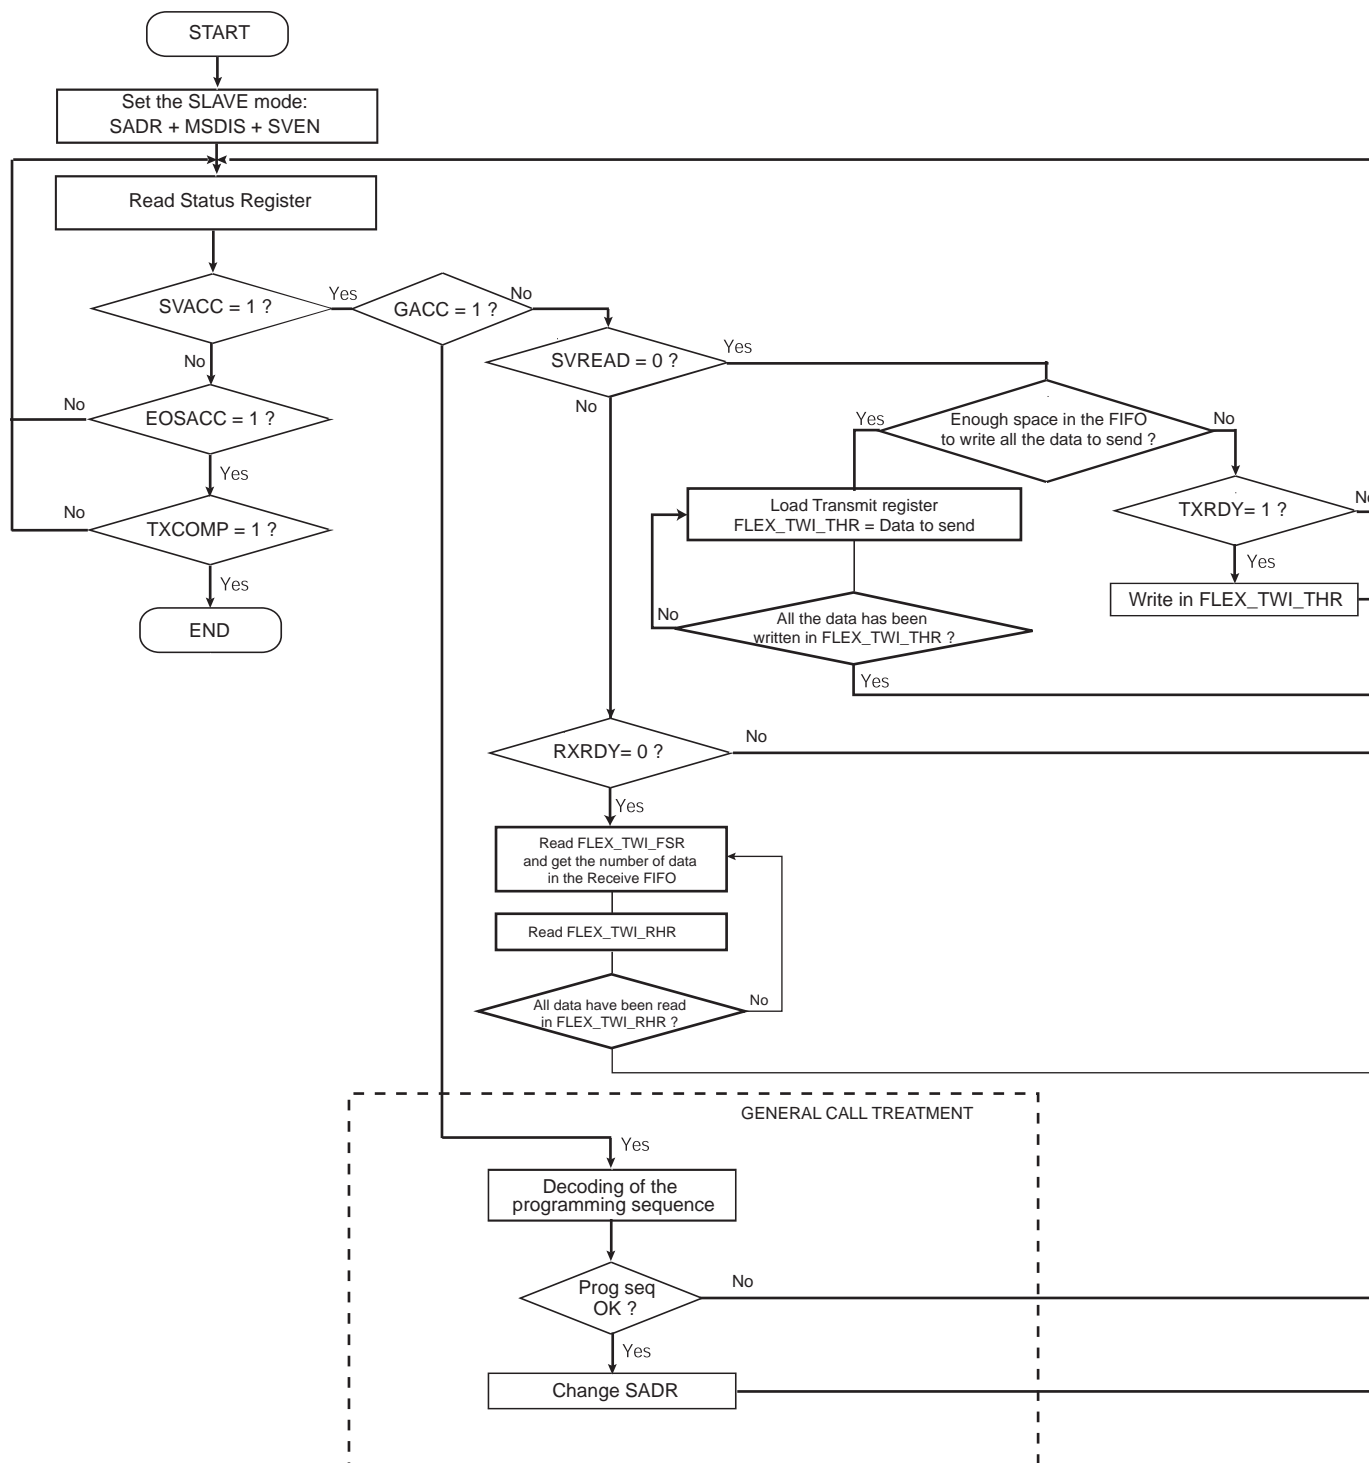 START
Set the SLAVE mode:
SADR + MSDIS + SVEN
Read Status Register
SVACC = 1 ?
Yes
GACC = 1 ?
No
SVREAD = 0 ?
Yes
No
No
EOSACC = 1 ?
No
Yes
TXCOMP = 1 ?
No
Yes
END
Enough space in the FIFO
to write all the data to send ?
Yes
No
Load Transmit register
FLEX_TWI_THR = Data to send
TXRDY= 1 ?
No
Yes
Write in FLEX_TWI_THR
All the data has been
written in FLEX_TWI_THR ?
No
Yes
RXRDY= 0 ?
No
Yes
Read FLEX_TWI_FSR
and get the number of data
in the Receive FIFO
Read FLEX_TWI_RHR
All data have been read
in FLEX_TWI_RHR ?
No
GENERAL CALL TREATMENT
Yes
Decoding of the
programming sequence
Prog seq
OK ?
No
Yes
Change SADR